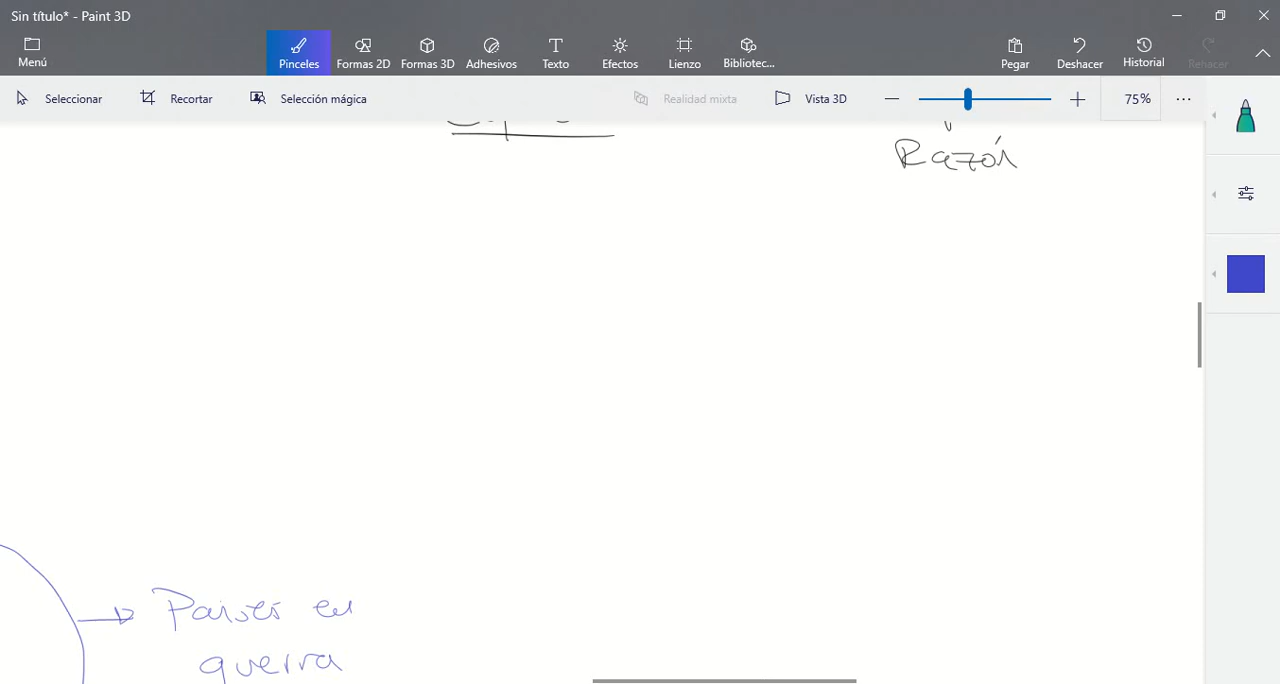 Sin título* - Paint 3D
Menú
Pinceles
Formas 2D
Formas 3D
Adhesivos
Texto
Efectos
Lienzo
Bibliotec...
Pegar
Deshacer
Historial
Rehacer
Seleccionar
Recortar
Selección mágica
Realidad mixta
Vista 3D
75%
Razón
Países en
guerra